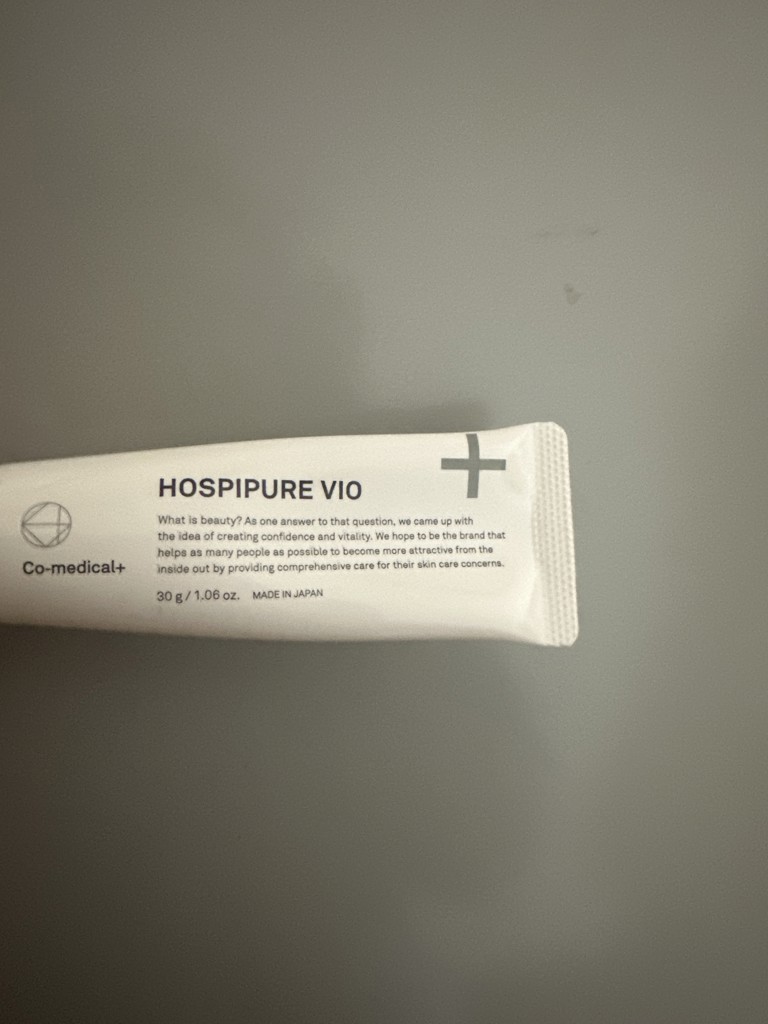 HOSPIPURE VIO
What is beauty? As one answer to that question, we came up with
the idea of creating confidence and vitality. We hope to be the brand that
helps as many people as possible to become more attractive from the
inside out by providing comprehensive care for their skin care concerns.
30 g / 1.06 oz. MADE IN JAPAN
Co-medical+